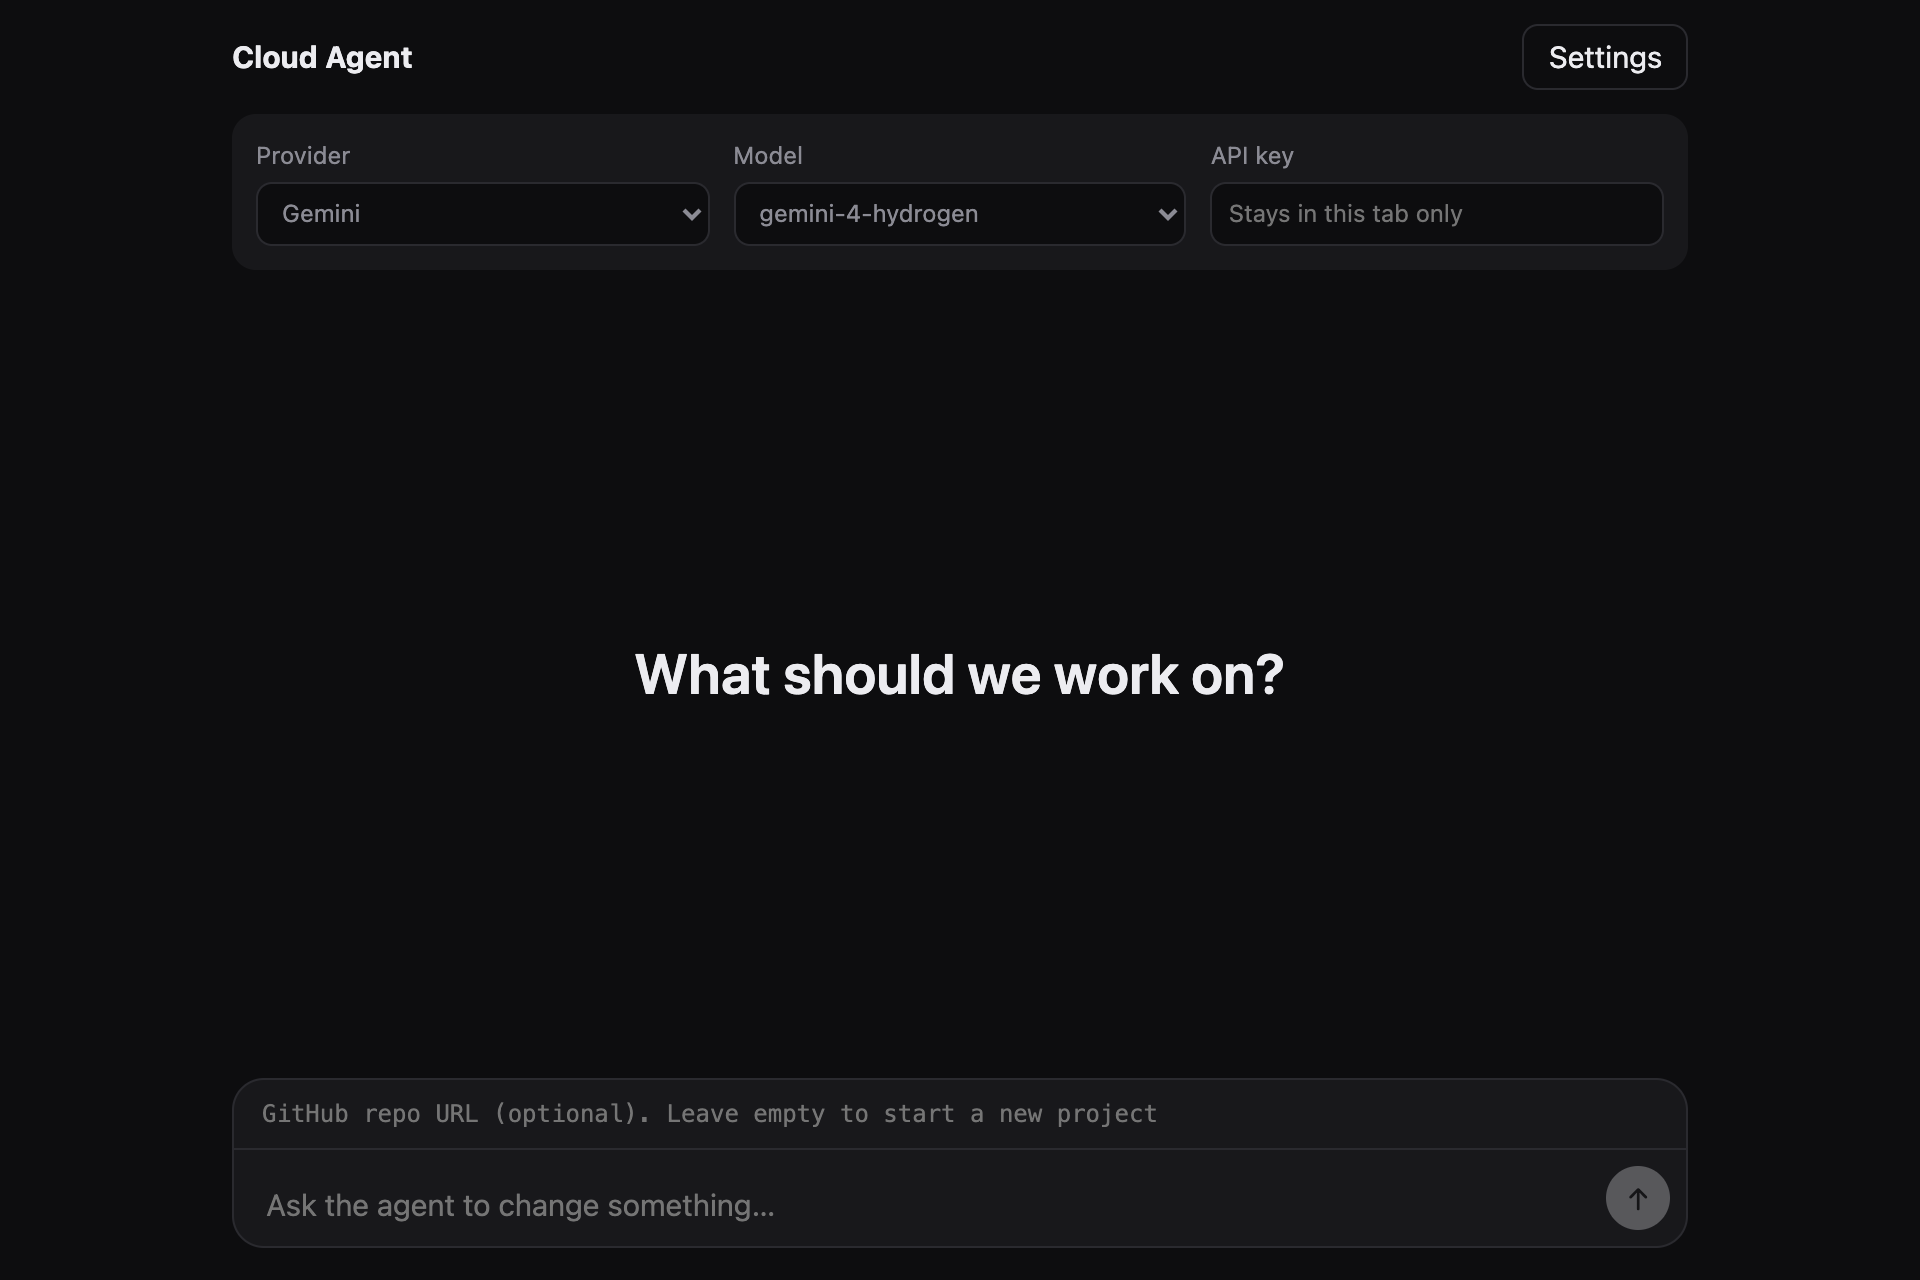 Cloud Agent
Settings
Provider
Model
API key
Gemini
gemini-4-hydrogen
Stays in this tab only
What should we work on?
GitHub repo URL (optional). Leave empty to start a new project
Ask the agent to change something...